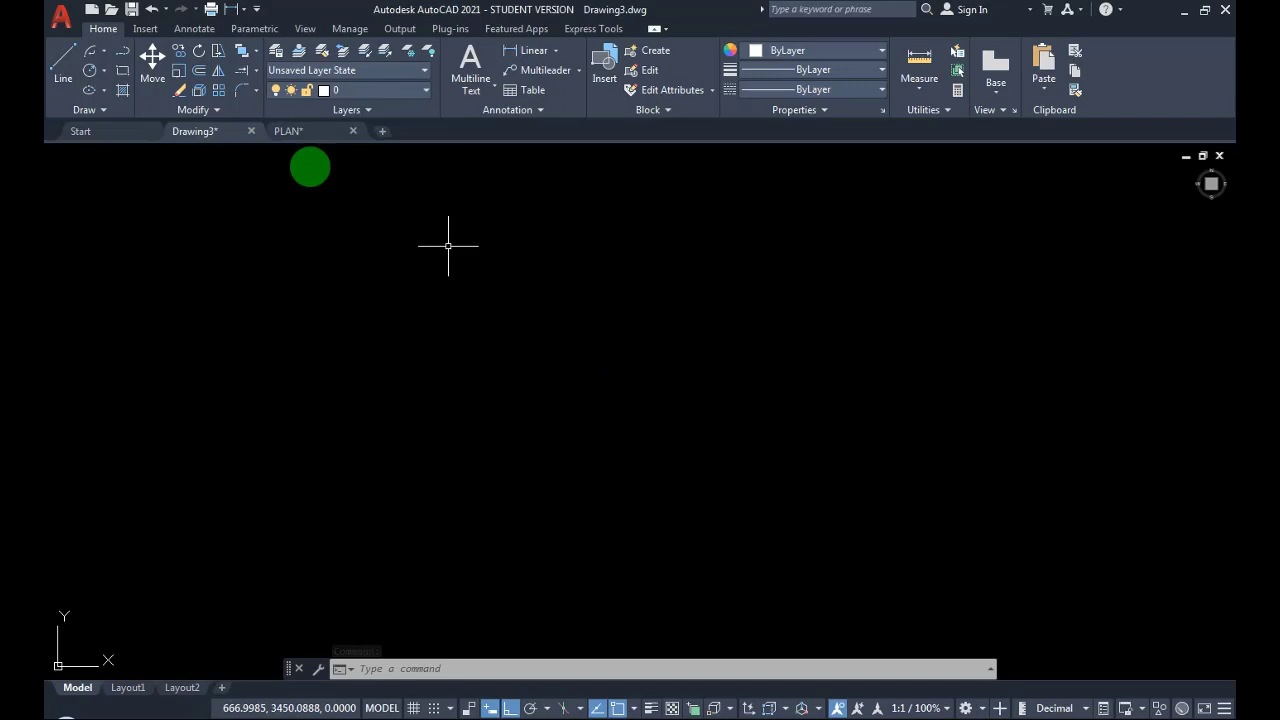 Autodesk AutoCAD 2021 - STUDENT VERSION Drawing3.dwg
Type a keyword or phrase
Sign In
Home Insert Annotate Parametric View Manage Output Plug-ins Featured Apps Express Tools
Line
Move
Unsaved Layer State
0
Multiline
Text
Linear
Multileader
Table
Insert
Create
Edit
Edit Attributes
ByLayer
ByLayer
ByLayer
Measure
Base
Paste
Draw Modify Layers Annotation Block Properties Utilities View Clipboard
Start Drawing3* PLAN*
N
W E
S
Y
X
Command:
Type a command
Model Layout1 Layout2
666.9985, 3450.0888, 0.0000 MODEL 1:1 / 100% Decimal